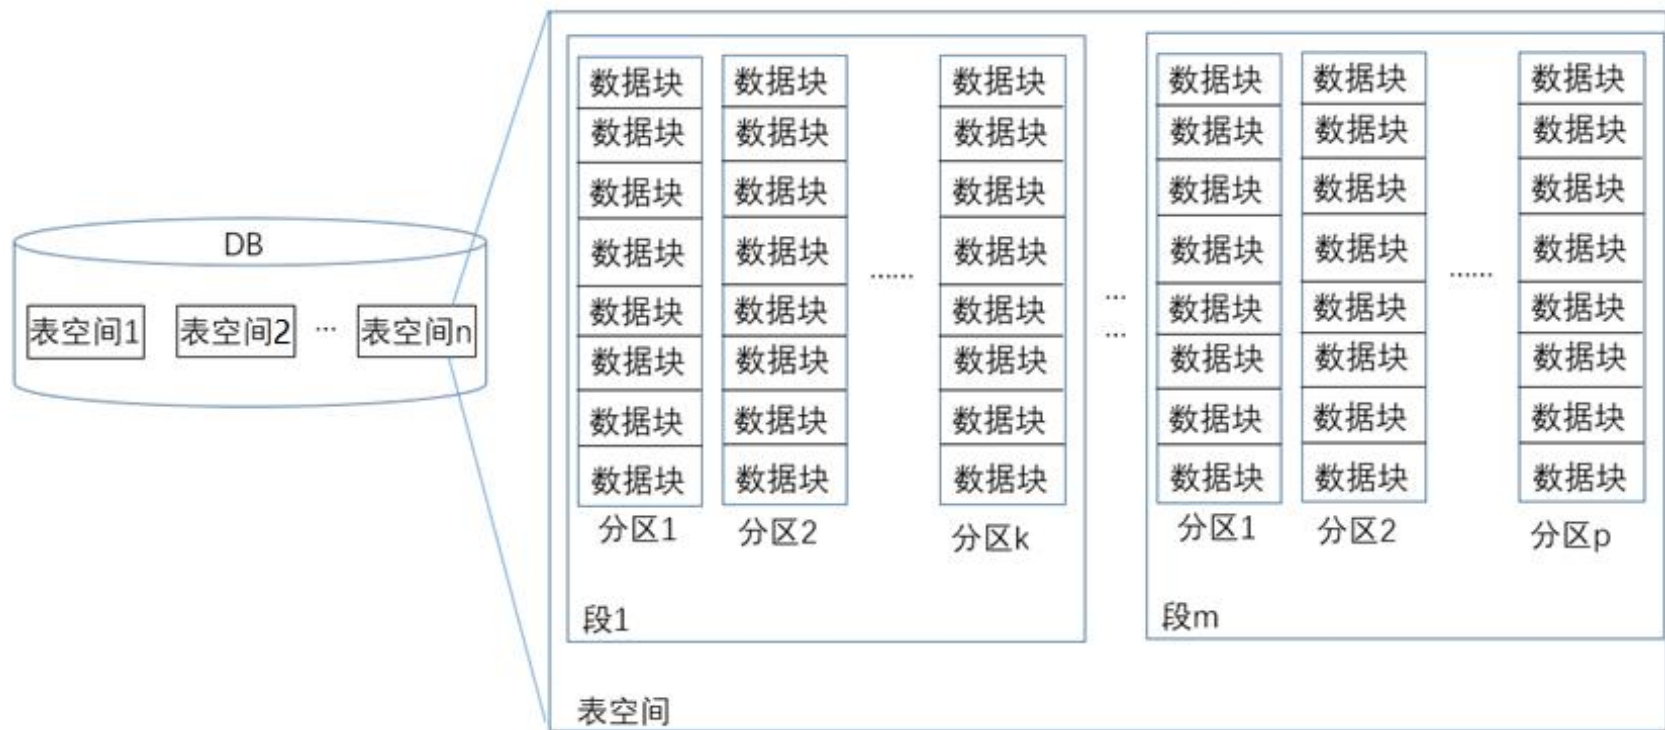 DB
表空间1 表空间2 ... 表空间n
数据块 数据块 数据块 数据块 数据块 数据块
数据块 数据块 数据块 数据块 数据块 数据块
数据块 数据块 数据块 数据块 数据块 数据块
数据块 数据块 ...... 数据块 数据块 数据块 ...... 数据块
数据块 数据块 数据块 ... 数据块 数据块 数据块
数据块 数据块 数据块 ... 数据块 数据块 数据块
数据块 数据块 数据块 数据块 数据块 数据块
数据块 数据块 数据块 数据块 数据块 数据块
分区1 分区2 分区k 分区1 分区2 分区p
段1 段m
表空间